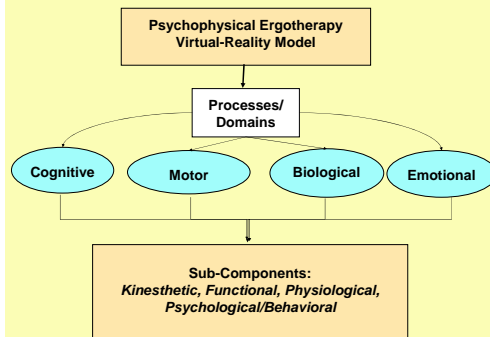 Psychophysical Ergotherapy
Virtual-Reality Model
Processes/
Domains
Cognitive
Motor
Biological
Emotional
Sub-Components:
Kinesthetic, Functional, Physiological,
Psychological/Behavioral